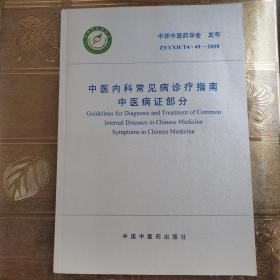 中华中医药学会 发布
ZYYXH/T4～49—2008
中医内科常见病诊疗指南
中医病证部分
Guidelines for Diagnosis and Treatment of Common
Internal Diseases in Chinese Medicine
Symptoms in Chinese Medicine
中国中医药出版社